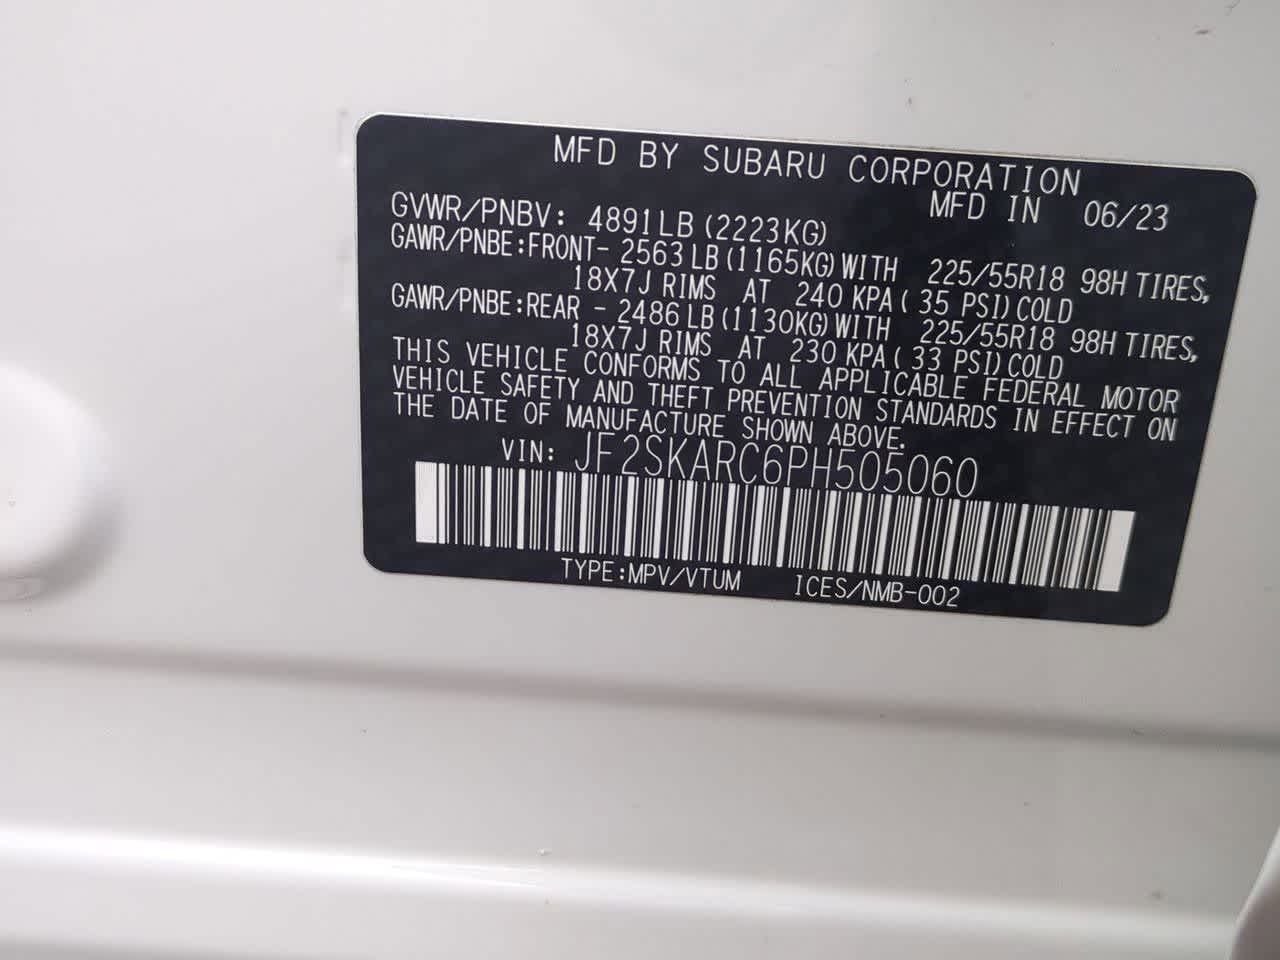 MFD BY SUBARU CORPORATION
MFD IN 06/23
GVWR/PNBV: 4891LB (2223KG)
GAWR/PNBE:FRONT- 2563 LB (1165KG) WITH 225/55R18 98H TIRES,
18X7J RIMS AT 240 KPA ( 35 PSI) COLD
GAWR/PNBE:REAR - 2486 LB (1130KG) WITH 225/55R18 98H TIRES,
18X7J RIMS AT 230 KPA ( 33 PSI) COLD
THIS VEHICLE CONFORMS TO ALL APPLICABLE FEDERAL MOTOR
VEHICLE SAFETY AND THEFT PREVENTION STANDARDS IN EFFECT ON
THE DATE OF MANUFACTURE SHOWN ABOVE.
VIN: JF2SKARC6PH505060
TYPE:MPV/VTUM ICES/NMB-002